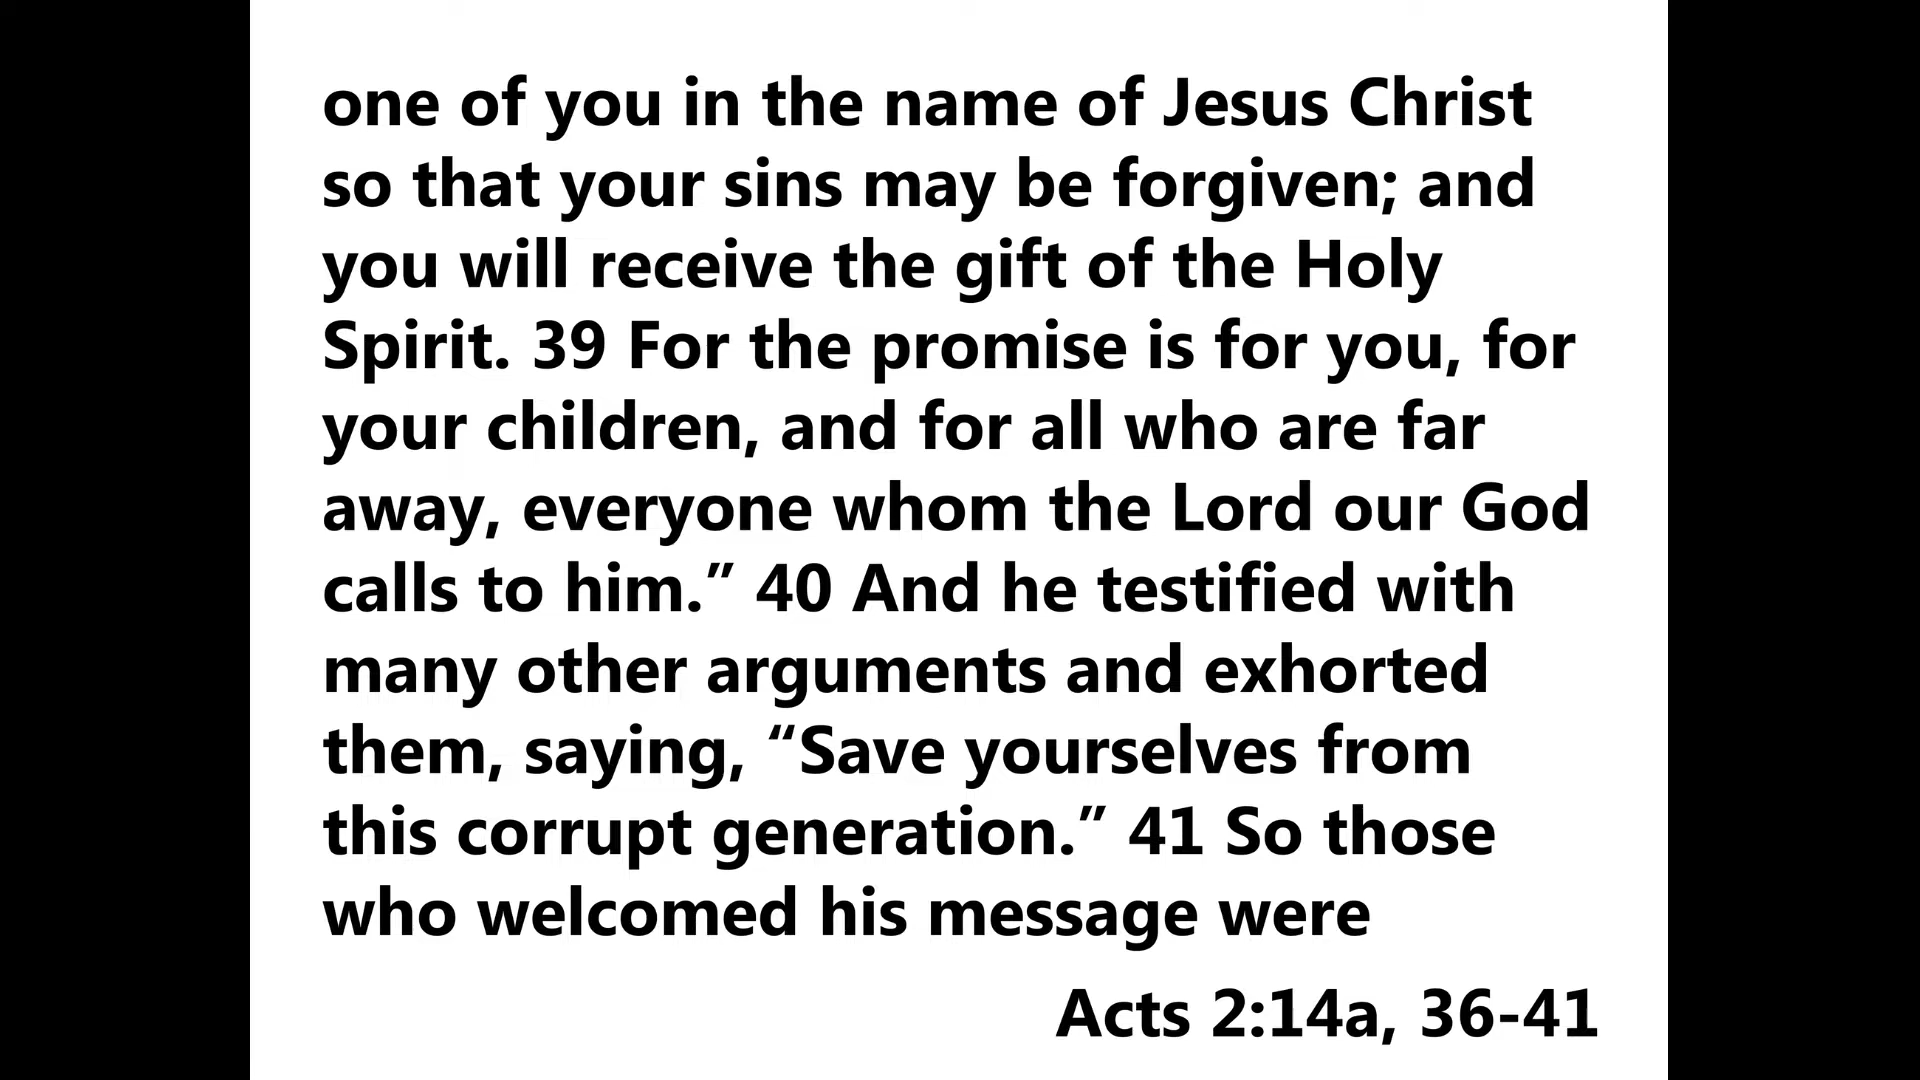 one of you in the name of Jesus Christ
so that your sins may be forgiven; and
you will receive the gift of the Holy
Spirit. 39 For the promise is for you, for
your children, and for all who are far
away, everyone whom the Lord our God
calls to him.” 40 And he testified with
many other arguments and exhorted
them, saying, “Save yourselves from
this corrupt generation.” 41 So those
who welcomed his message were
Acts 2:14a, 36-41